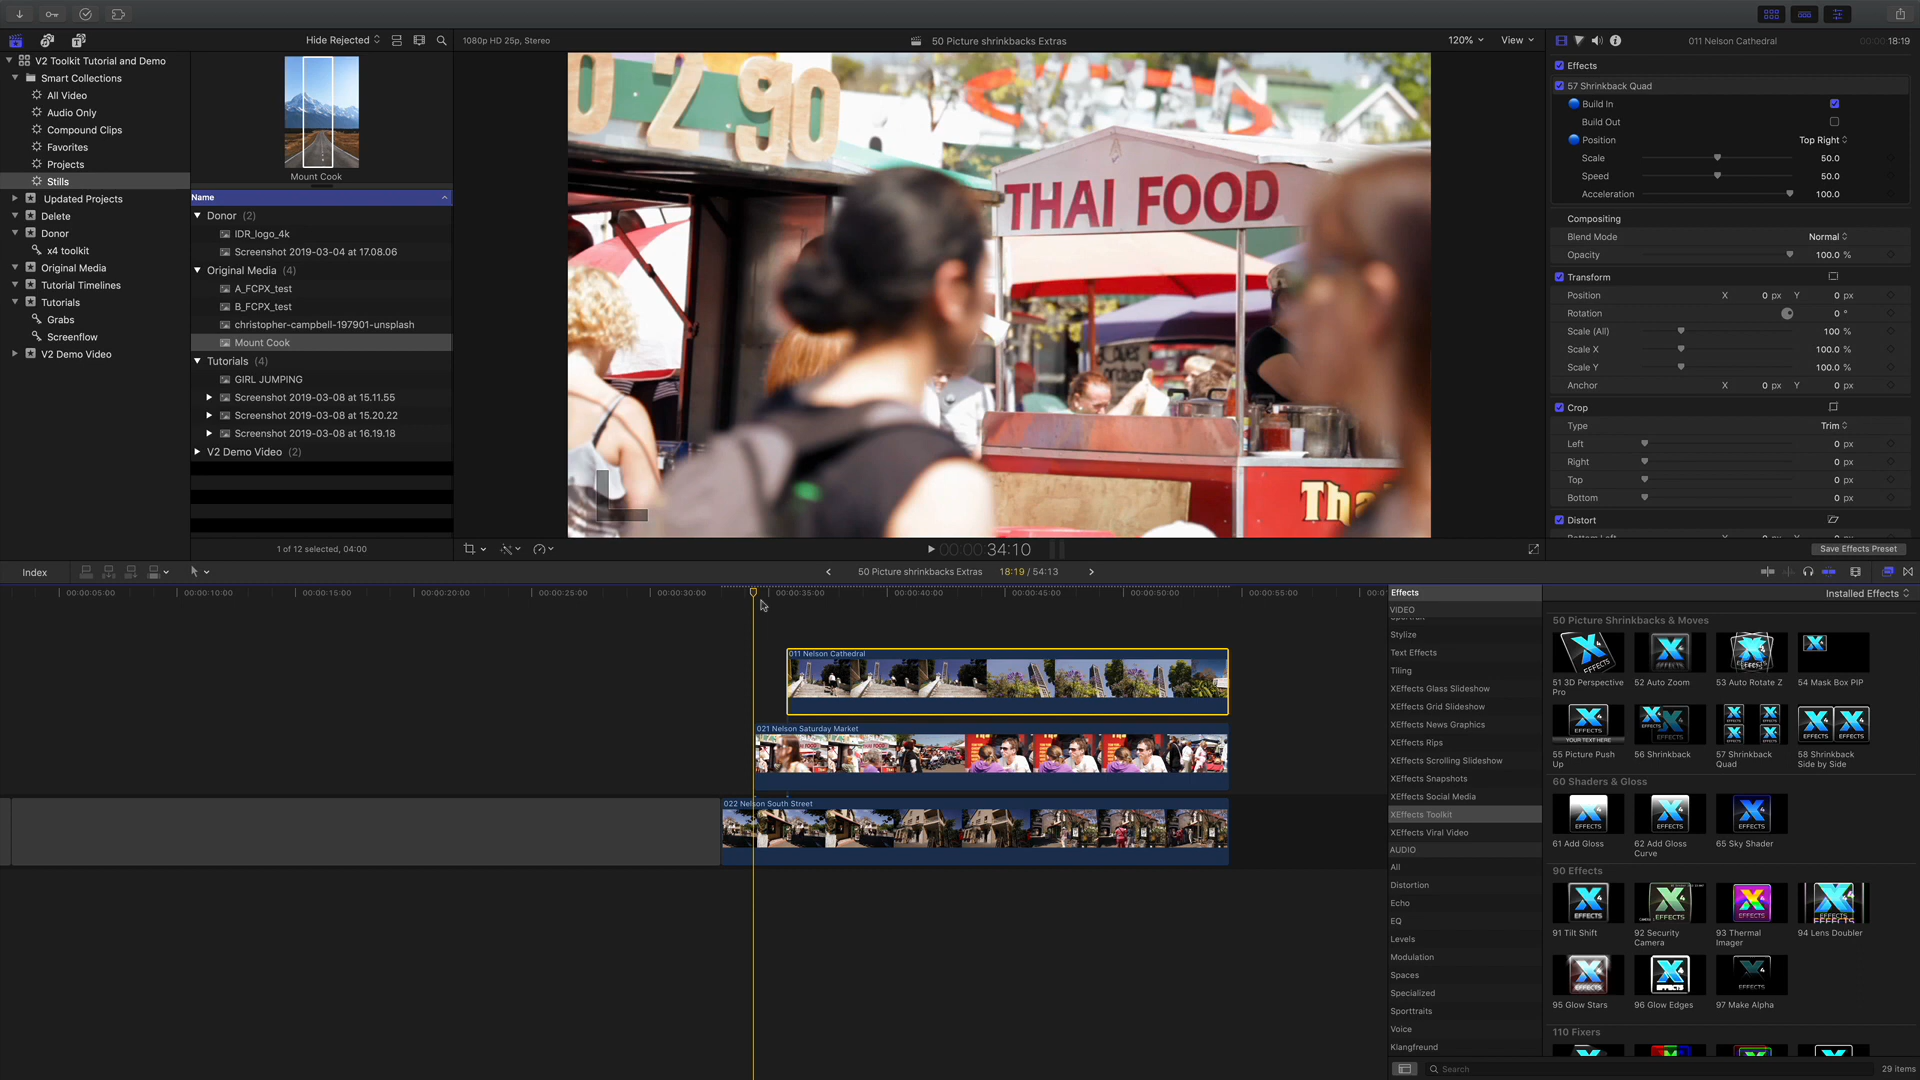 Hide Rejected
1080p HD 25p, Stereo
50 Picture shrinkbacks Extras
120%
View
011 Nelson Cathedral
00:00:18:19
V2 Toolkit Tutorial and Demo
Smart Collections
All Video
Audio Only
Compound Clips
Favorites
Projects
Stills
Updated Projects
Delete
Donor
x4 toolkit
Original Media
Tutorial Timelines
Tutorials
Grabs
Screenflow
V2 Demo Video
Mount Cook
Name
Donor (2)
IDR_logo_4k
Screenshot 2019-03-04 at 17.08.06
Original Media (4)
A_FCPX_test
B_FCPX_test
christopher-campbell-197901-unsplash
Mount Cook
Tutorials (4)
GIRL JUMPING
Screenshot 2019-03-08 at 15.11.55
Screenshot 2019-03-08 at 15.20.22
Screenshot 2019-03-08 at 16.19.18
V2 Demo Video (2)
1 of 12 selected, 04:00
THAI FOOD
Effects
57 Shrinkback Quad
Build In
Build Out
Position Top Right
Scale 50.0
Speed 50.0
Acceleration 100.0
Compositing
Blend Mode Normal
Opacity 100.0 %
Transform
Position X 0 px Y 0 px
Rotation 0 °
Scale (All) 100 %
Scale X 100.0 %
Scale Y 100.0 %
Anchor X 0 px Y 0 px
Crop
Type Trim
Left 0 px
Right 0 px
Top 0 px
Bottom 0 px
Distort
Save Effects Preset
00:00:34:10
Index
50 Picture shrinkbacks Extras
18:19 / 54:13
00:00:05:00
00:00:10:00
00:00:15:00
00:00:20:00
00:00:25:00
00:00:30:00
00:00:35:00
00:00:40:00
00:00:45:00
00:00:50:00
00:00:55:00
011 Nelson Cathedral
021 Nelson Saturday Market
022 Nelson South Street
Effects
VIDEO
Stylize
Text Effects
Tiling
XEffects Glass Slideshow
XEffects Grid Slideshow
XEffects News Graphics
XEffects Rips
XEffects Scrolling Slideshow
XEffects Snapshots
XEffects Social Media
XEffects Toolkit
XEffects Viral Video
AUDIO
All
Distortion
Echo
EQ
Levels
Modulation
Spaces
Specialized
Sporttraits
Voice
Klangfreund
Installed Effects
50 Picture Shrinkbacks & Moves
51 3D Perspective Pro
52 Auto Zoom
53 Auto Rotate Z
54 Mask Box PIP
55 Picture Push Up
56 Shrinkback
57 Shrinkback Quad
58 Shrinkback Side by Side
60 Shaders & Gloss
61 Add Gloss
62 Add Gloss Curve
65 Sky Shader
90 Effects
91 Tilt Shift
92 Security Camera
93 Thermal Imager
94 Lens Doubler
95 Glow Stars
96 Glow Edges
97 Make Alpha
110 Fixers
Search
29 items